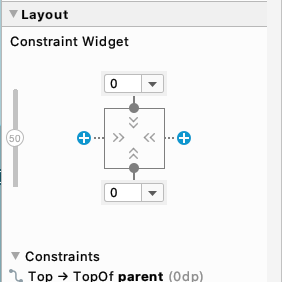 Layout
Constraint Widget
0
50
0
Constraints
Top → TopOf parent (0dp)